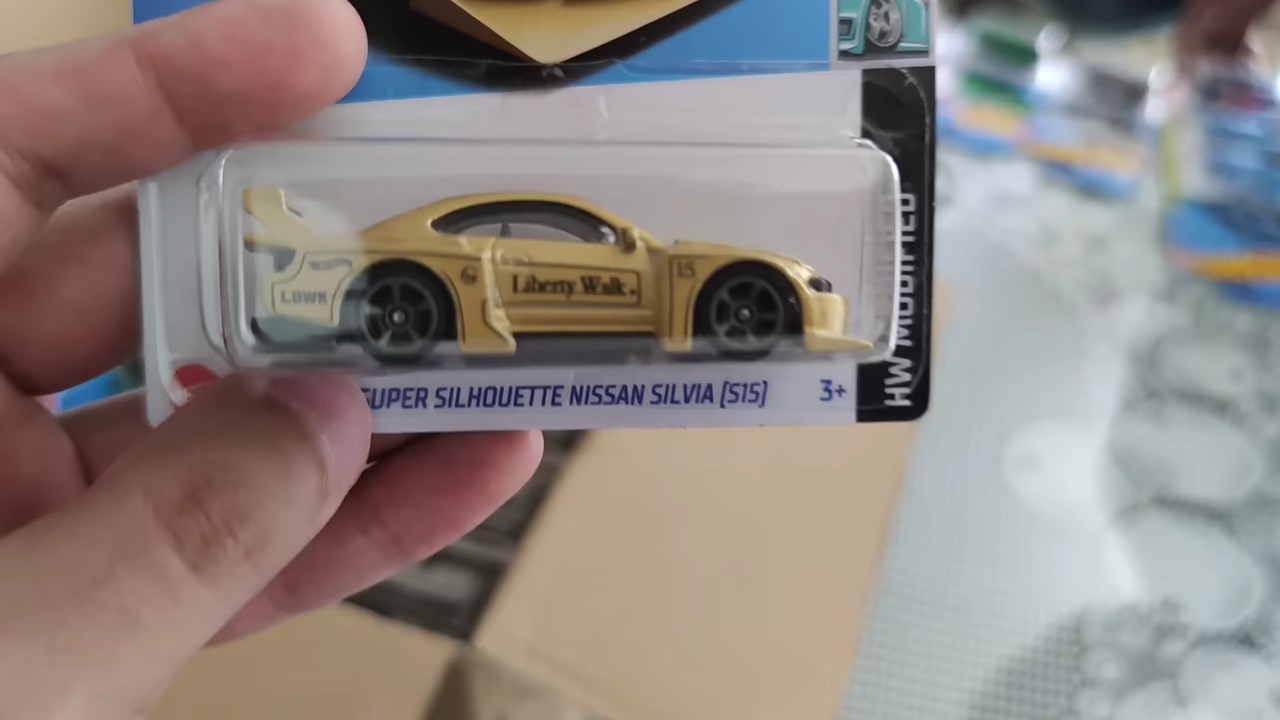 LBWK
Liberty Walk.
15
SUPER SILHOUETTE NISSAN SILVIA [S15]
3+
HW MODIFIED